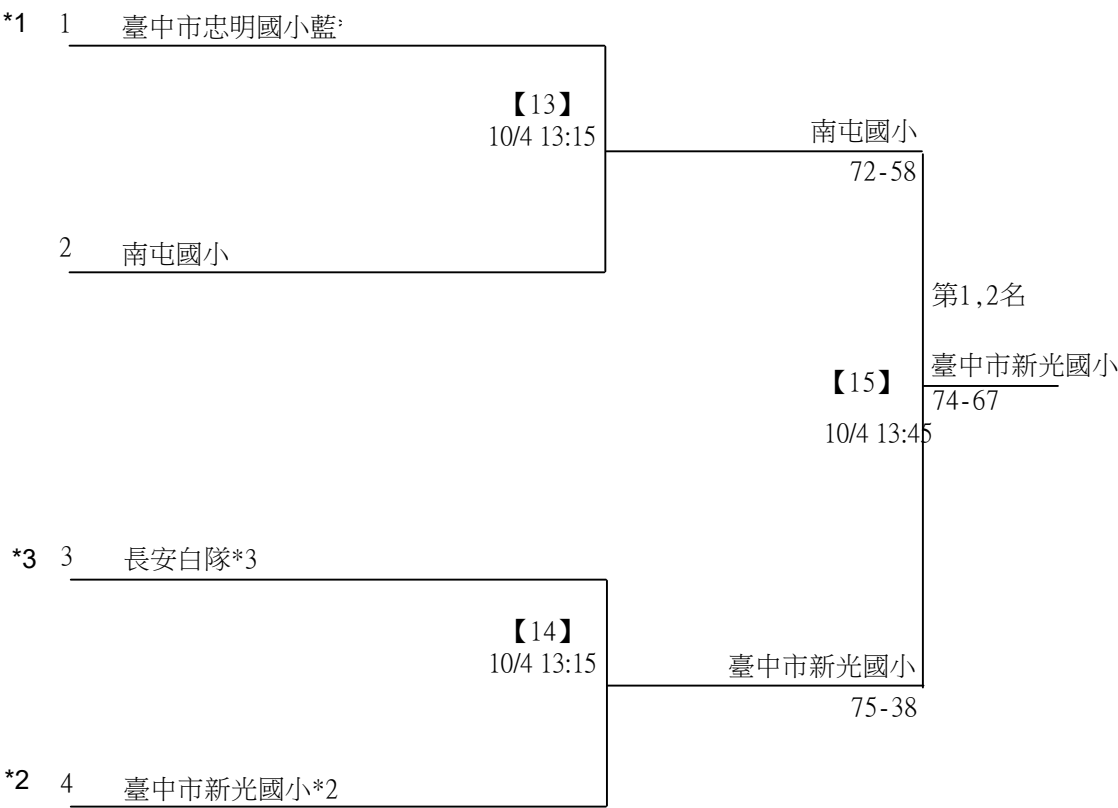 *1 1 臺中市忠明國小藍
【13】
10/4 13:15
南屯國小
72-58
2 南屯國小
第1,2名
【15】
臺中市新光國小
74-67
10/4 13:45
*3 3 長安白隊*3
【14】
10/4 13:15
臺中市新光國小
75-38
*2 4 臺中市新光國小*2